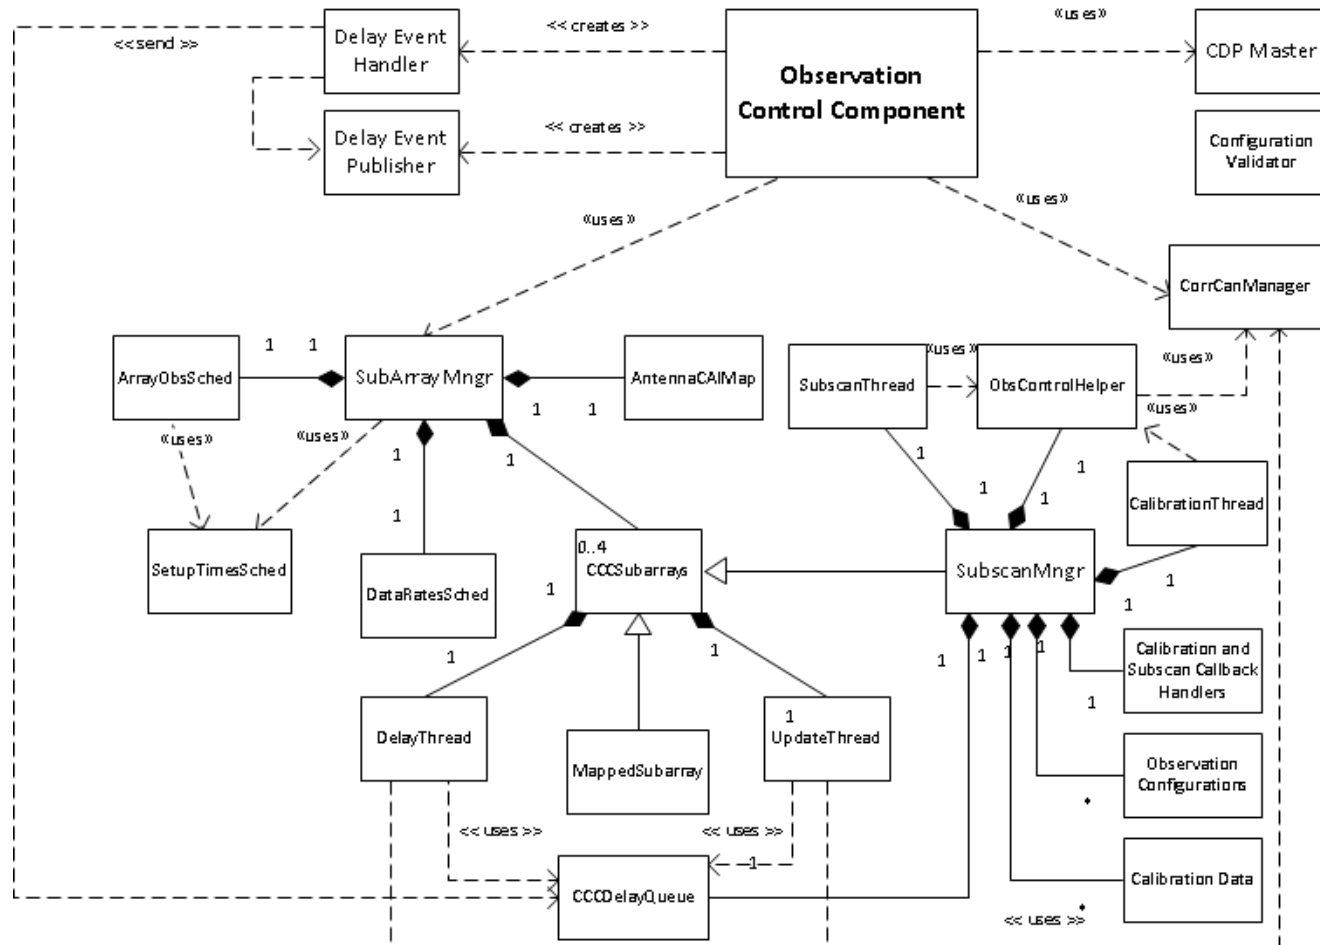 << send >>
Delay Event
Handler
<< creates >>
Observation
Control Component
«uses»
CDP Master
Delay Event
Publisher
<< creates >>
Configuration
Validator
«uses»
«uses»
CorrCanManager
ArrayObsSched
1
1
SubArrayMngr
AntennaCAIMap
1
1
SubscanThread
«uses»
ObsControlHelper
«uses»
«uses»
«uses»
«uses»
1
1
1
1
1
1
1
1
CalibrationThread
SetupTimesSched
DataRatesSched
0..4
CCCSubarrays
SubscanMngr
1
1
1
1
1
1
1
1
1
Calibration and
Subscan Callback
Handlers
1
DelayThread
MappedSubarray
1
UpdateThread
Observation
Configurations
<< uses >>
<< uses >>
1
CCCDelayQueue
Calibration Data
<< uses >>